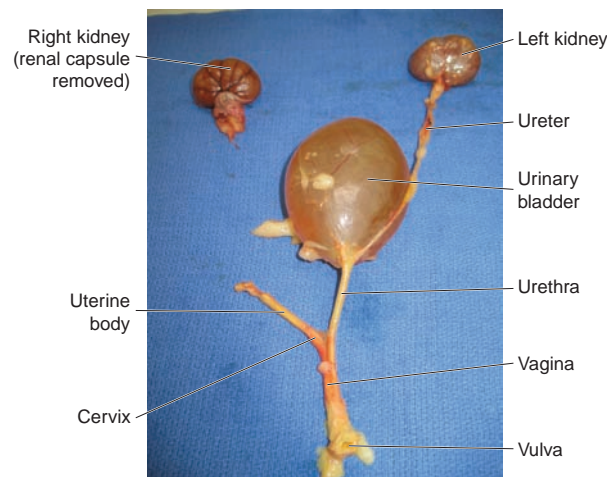 Right kidney
(renal capsule
removed)
Left kidney
Ureter
Urinary
bladder
Urethra
Uterine
body
Vagina
Cervix
Vulva